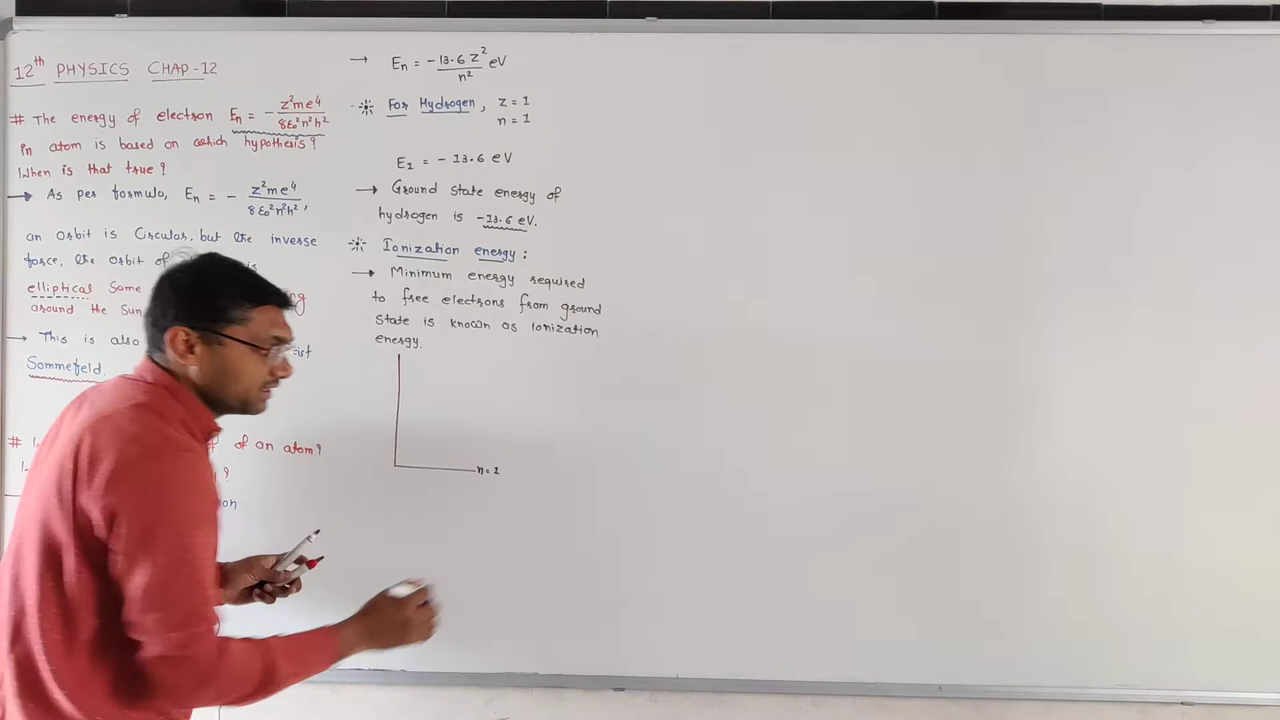 12th PHYSICS CHAP-12
# The energy of electron En = - z²me⁴/8ε₀²n²h²
in atom is based on which hypothesis?
When is that true?
→ As per formula, En = - z²me⁴/8ε₀²n²h²,
an orbit is Circular, but the inverse
force, the orbit of is
elliptical Same
around the Sun
→ This is also ist
Sommefeld.
# of an atom?
?
ion
→ En = -13.6 z²/n² eV
For Hydrogen, z = 1
n = 1
E1 = - 13.6 eV
→ Ground state energy of
hydrogen is -13.6 eV.
Ionization energy :
→ Minimum energy required
to free electrons from ground
State is known as ionization
energy.
n = 1